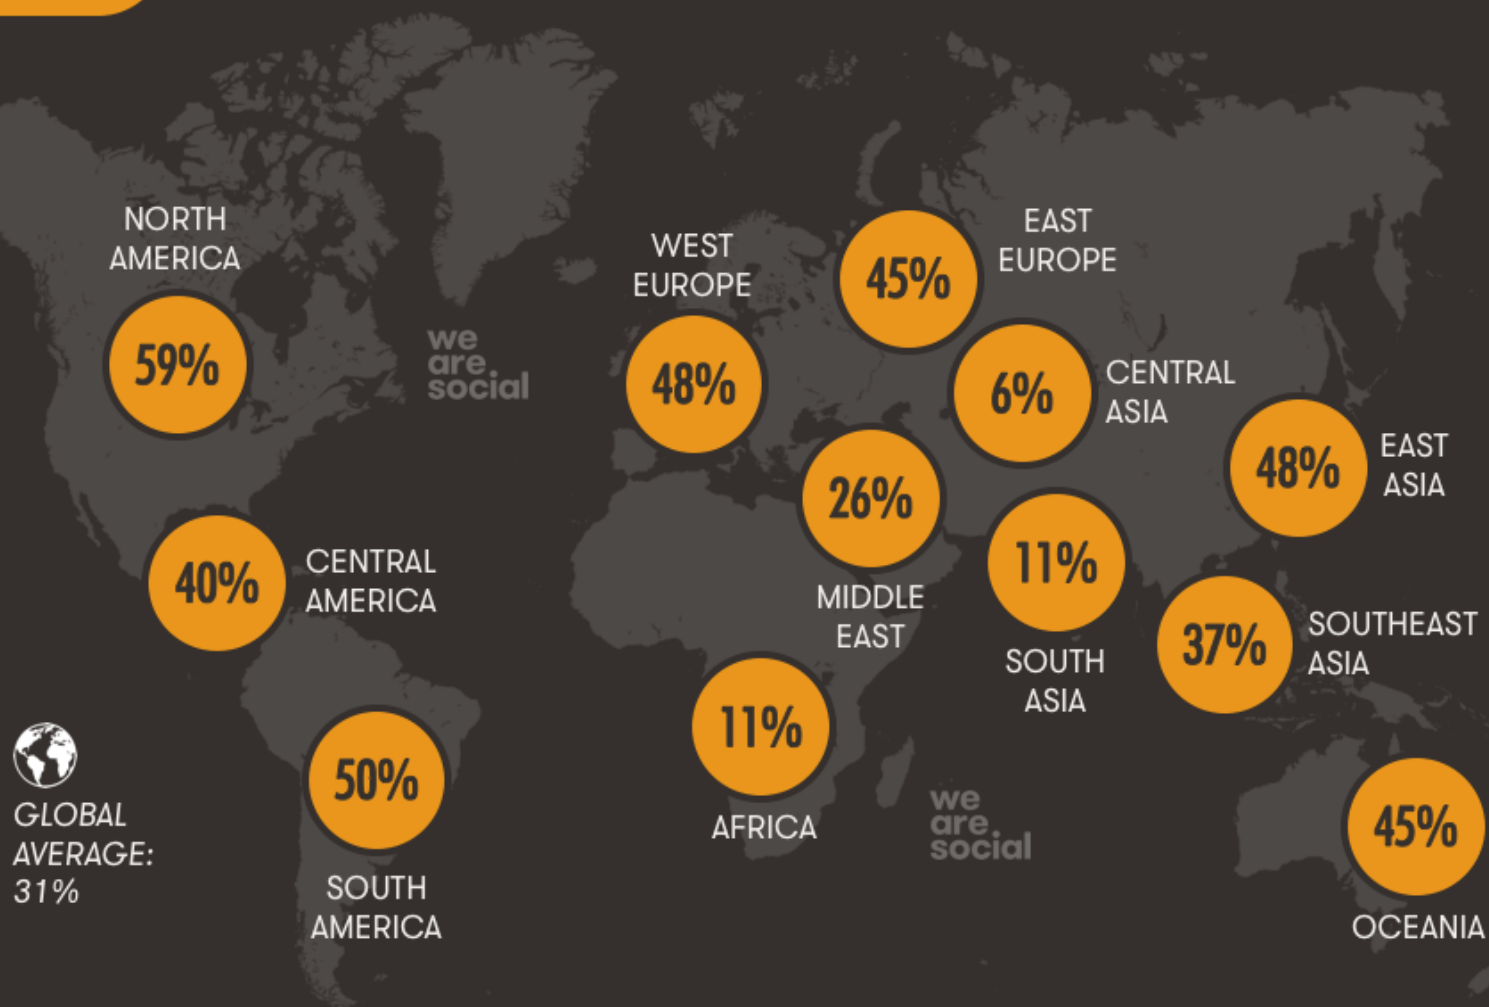 NORTH
AMERICA
59%
WEST
EUROPE
48%
45%
EAST
EUROPE
we
are
social
6%
CENTRAL
ASIA
48%
EAST
ASIA
26%
MIDDLE
EAST
11%
SOUTH
ASIA
40%
CENTRAL
AMERICA
37%
SOUTHEAST
ASIA
11%
AFRICA
50%
SOUTH
AMERICA
GLOBAL
AVERAGE:
31%
we
are
social
45%
OCEANIA